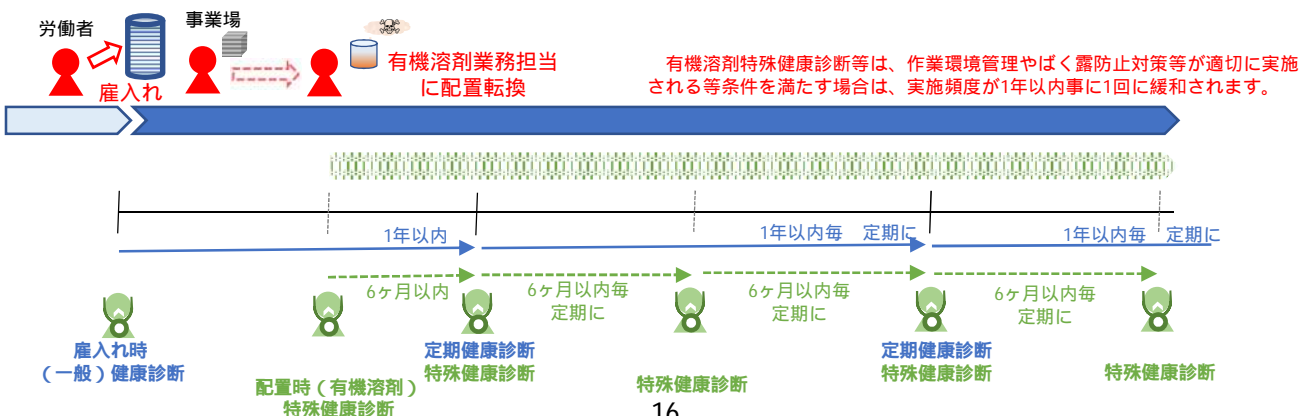 労働者
事業場
雇入れ
有機溶剤業務担当
に配置転換
有機溶剤特殊健康診断等は、作業環境管理やばく露防止対策等が適切に実施
される等条件を満たす場合は、実施頻度が1年以内事に1回に緩和されます。
1年以内
1年以内毎 定期に
1年以内毎 定期に
6ヶ月以内
6ヶ月以内毎
定期に
6ヶ月以内毎
定期に
6ヶ月以内毎
定期に
雇入れ時
(一般)健康診断
配置時(有機溶剤)
特殊健康診断
定期健康診断
特殊健康診断
特殊健康診断
定期健康診断
特殊健康診断
特殊健康診断
16